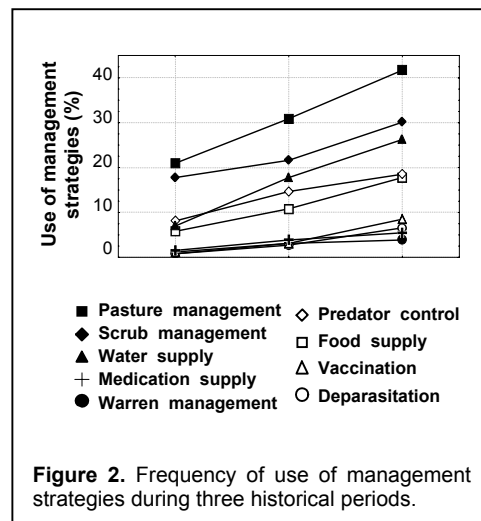 Use of management
strategies (%)
40
30
20
10
0
■ Pasture management
◆ Scrub management
▲ Water supply
+ Medication supply
● Warren management
◇ Predator control
□ Food supply
△ Vaccination
○ Deparasitation
Figure 2. Frequency of use of management
strategies during three historical periods.